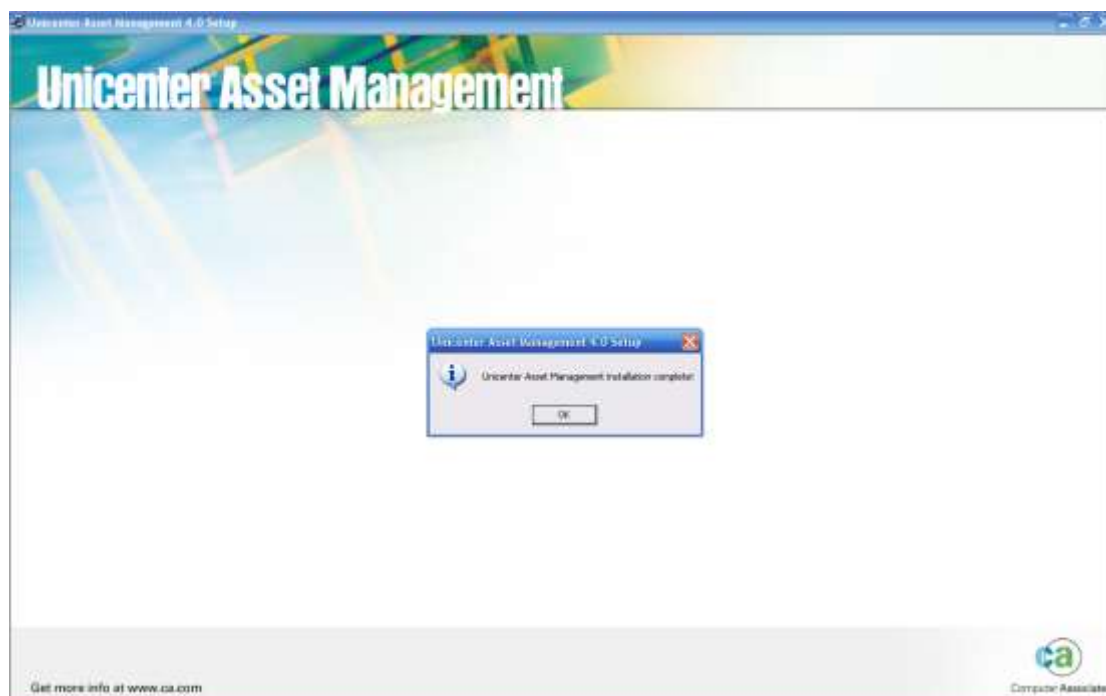 Unicenter Asset Management 4.0 Setup
Unicenter Asset Management
Unicenter Asset Management 4.0 Setup
Unicenter Asset Management installation complete!
OK
ca
Get more info at www.ca.com
Computer Associates